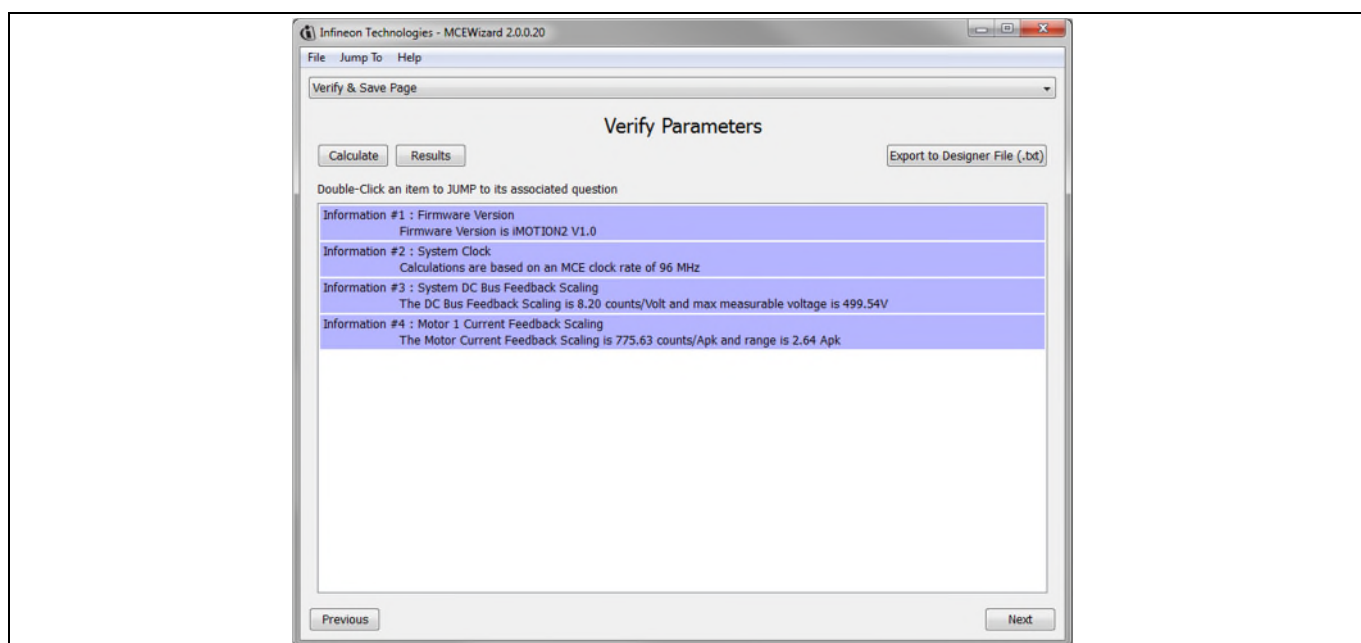 Infineon Technologies - MCEWizard 2.0.0.20
File Jump To Help
Verify & Save Page
Verify Parameters
Calculate Results Export to Designer File (.txt)
Double-Click an item to JUMP to its associated question
Information #1 : Firmware Version
Firmware Version is iMOTION2 V1.0
Information #2 : System Clock
Calculations are based on an MCE clock rate of 96 MHz
Information #3 : System DC Bus Feedback Scaling
The DC Bus Feedback Scaling is 8.20 counts/Volt and max measurable voltage is 499.54V
Information #4 : Motor 1 Current Feedback Scaling
The Motor Current Feedback Scaling is 775.63 counts/Apk and range is 2.64 Apk
Previous Next